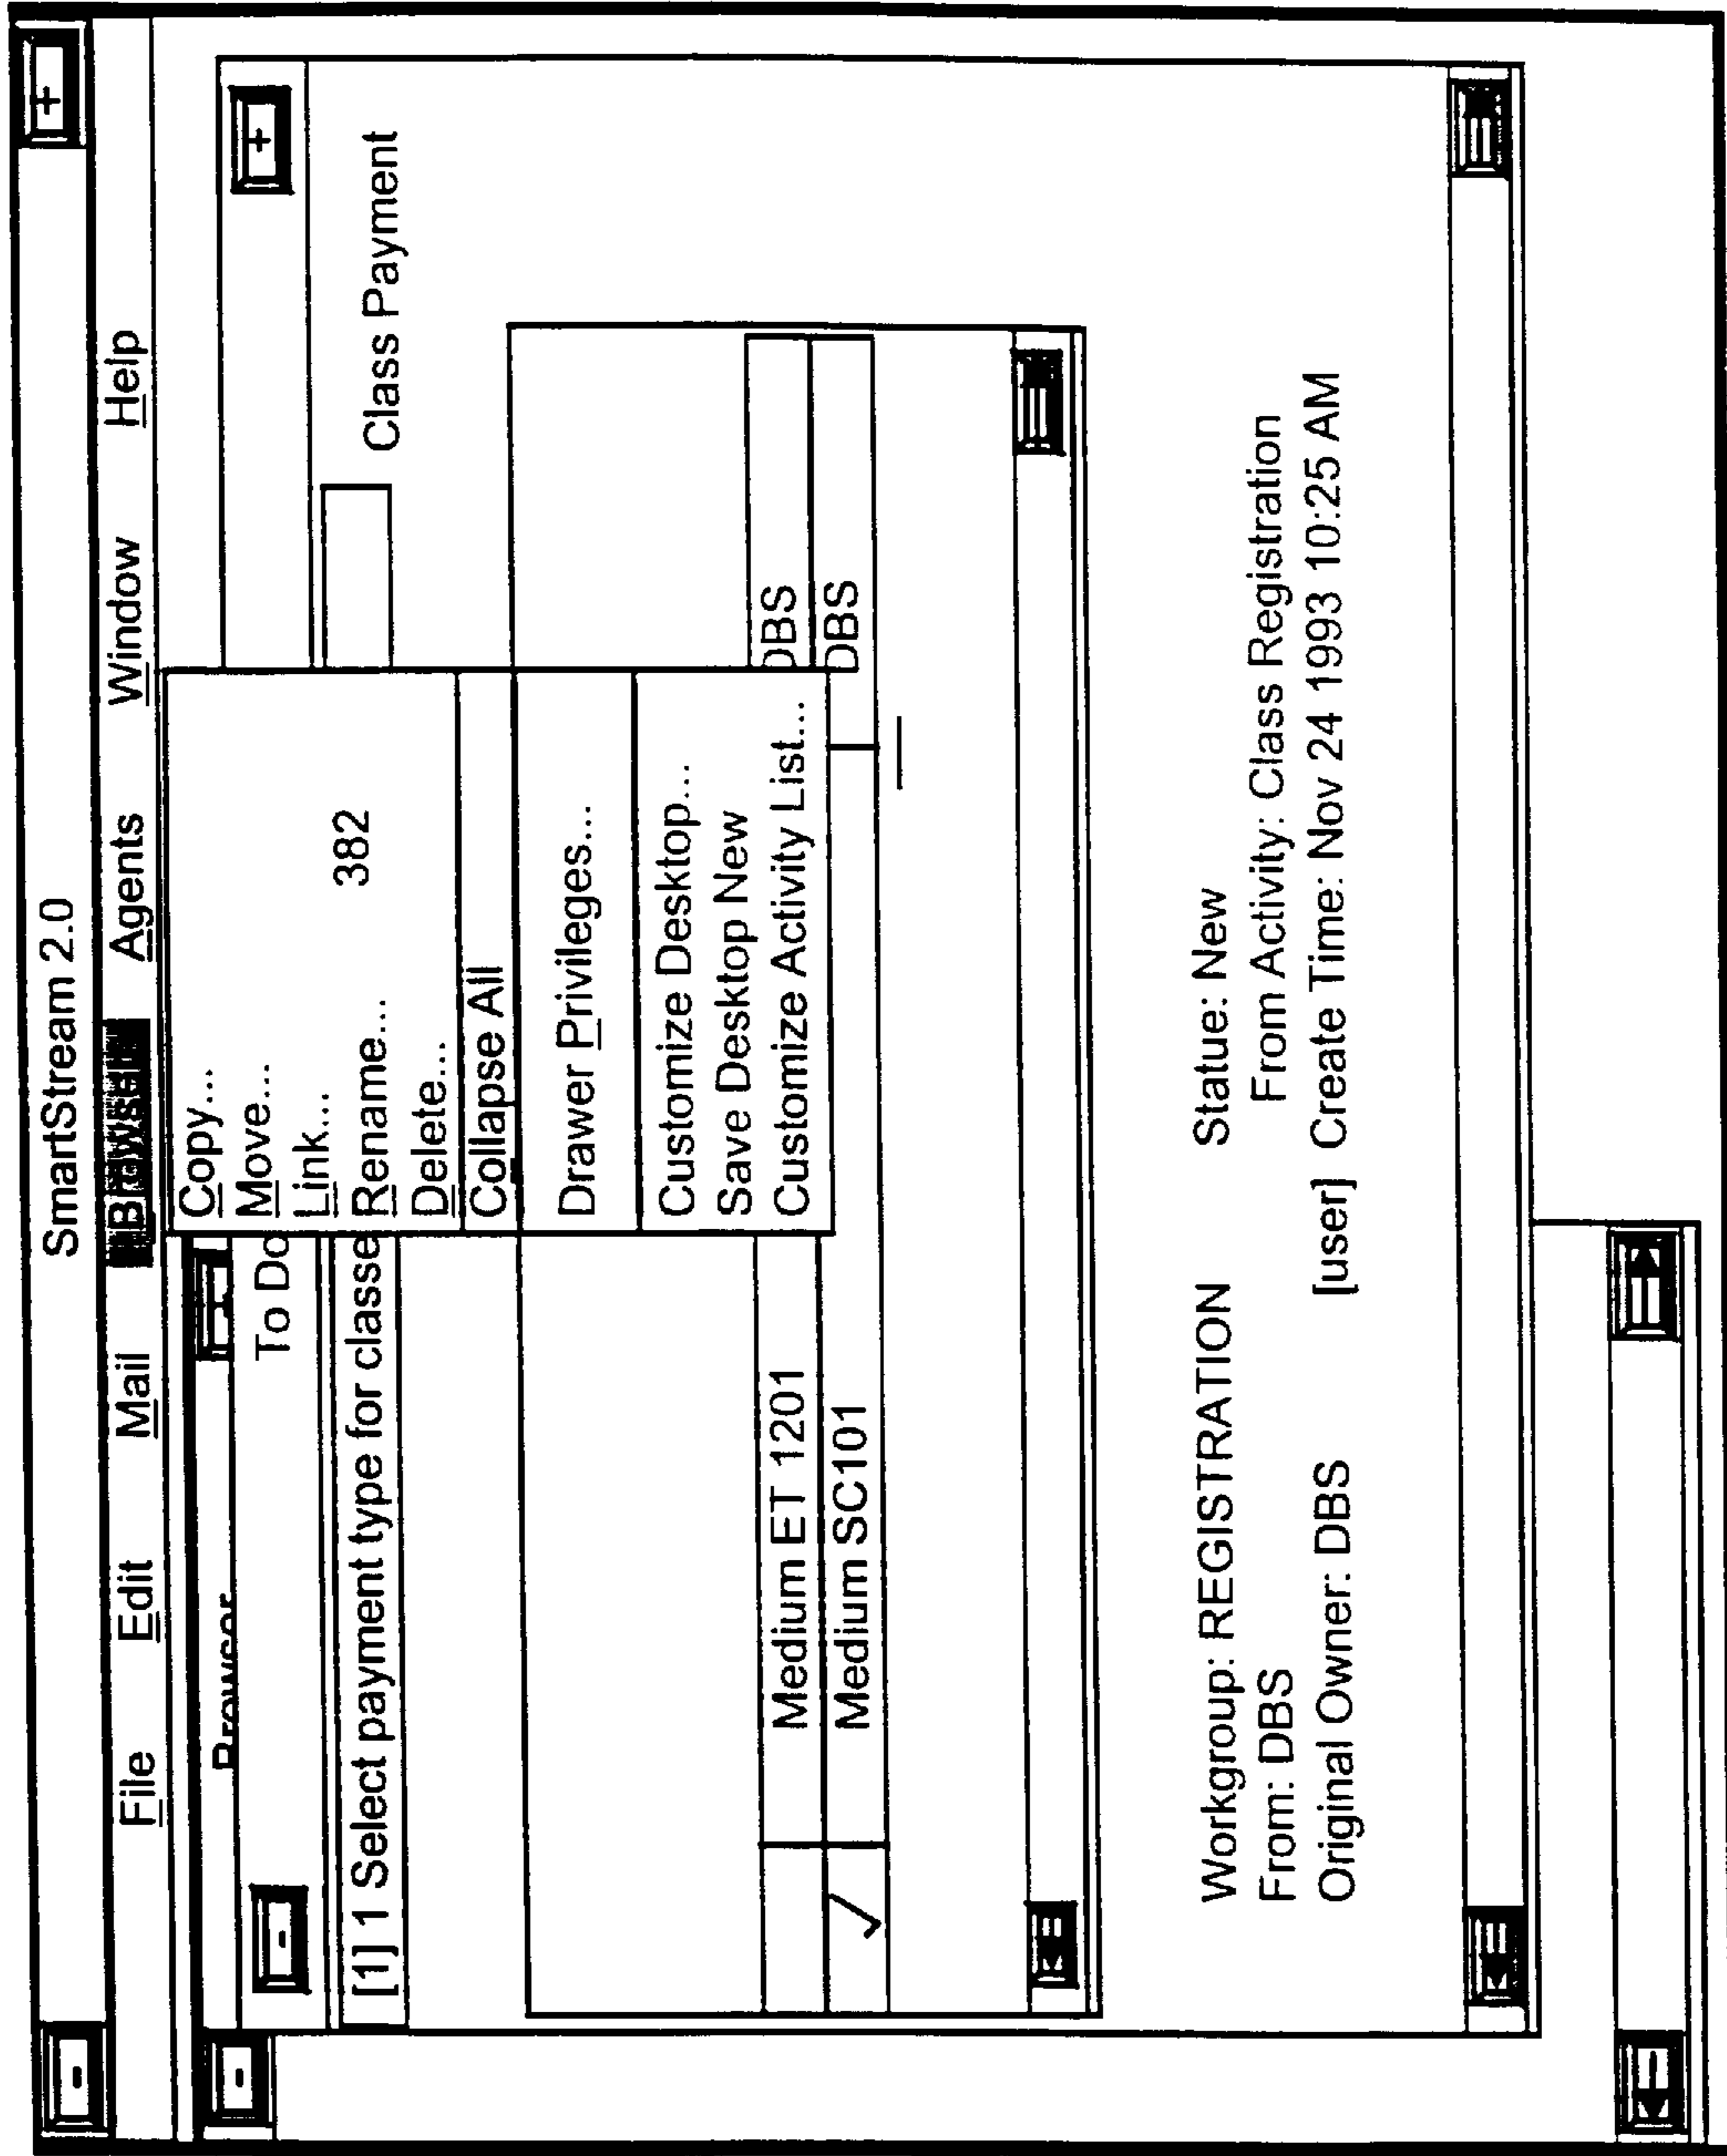 SmartStream 2.0
File Edit Mail Browser Agents Window Help
Browser
To Do
[1] 1 Select payment type for classe
Class Payment
Copy...
Move...
Link...
Rename...
382
Delete...
Collapse All
Drawer Privileges...
Customize Desktop...
Save Desktop New
Customize Activity List...
Medium ET 1201 DBS
Medium SC101 DBS
Workgroup: REGISTRATION Statue: New
From: DBS From Activity: Class Registration
Original Owner: DBS [user] Create Time: Nov 24 1993 10:25 AM